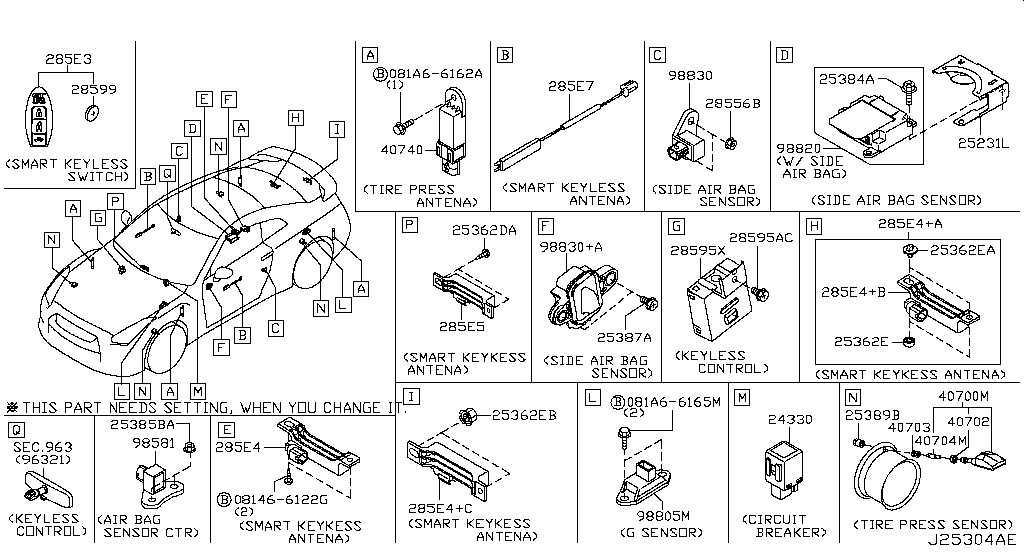 285E3
28599
(SMART KEYLESS
SWITCH)
A
B 081A6-6162A
(1)
40740
(TIRE PRESS
ANTENA)
B
285E7
(SMART KEYLESS
ANTENA)
C
98830
28556B
(SIDE AIR BAG
SENSOR)
D
25384A
98820
(W/ SIDE
AIR BAG)
25231L
(SIDE AIR BAG SENSOR)
E
F
D
A
H
I
C
N
Q
B
P
A
G
N
A
L
N
C
B
F
L
N
A
M
※ THIS PART NEEDS SETTING, WHEN YOU CHANGE IT.
P
25362DA
285E5
(SMART KEYKESS
ANTENA)
F
98830+A
25387A
(SIDE AIR BAG
SENSOR)
G
28595X
28595AC
(KEYLESS
CONTROL)
H
285E4+A
25362EA
285E4+B
25362E
(SMART KEYKESS ANTENA)
Q
SEC.963
(96321)
(KEYLESS
CONTROL)
25385BA
98581
(AIR BAG
SENSOR CTR)
E
285E4
B 08146-6122G
(2)
(SMART KEYKESS
ANTENA)
I
25362EB
285E4+C
(SMART KEYKESS
ANTENA)
L
B 081A6-6165M
(2)
98805M
(G SENSOR)
M
24330
(CIRCUIT
BREAKER)
N
25389B
40700M
40703
40702
40704M
(TIRE PRESS SENSOR)
J25304AE